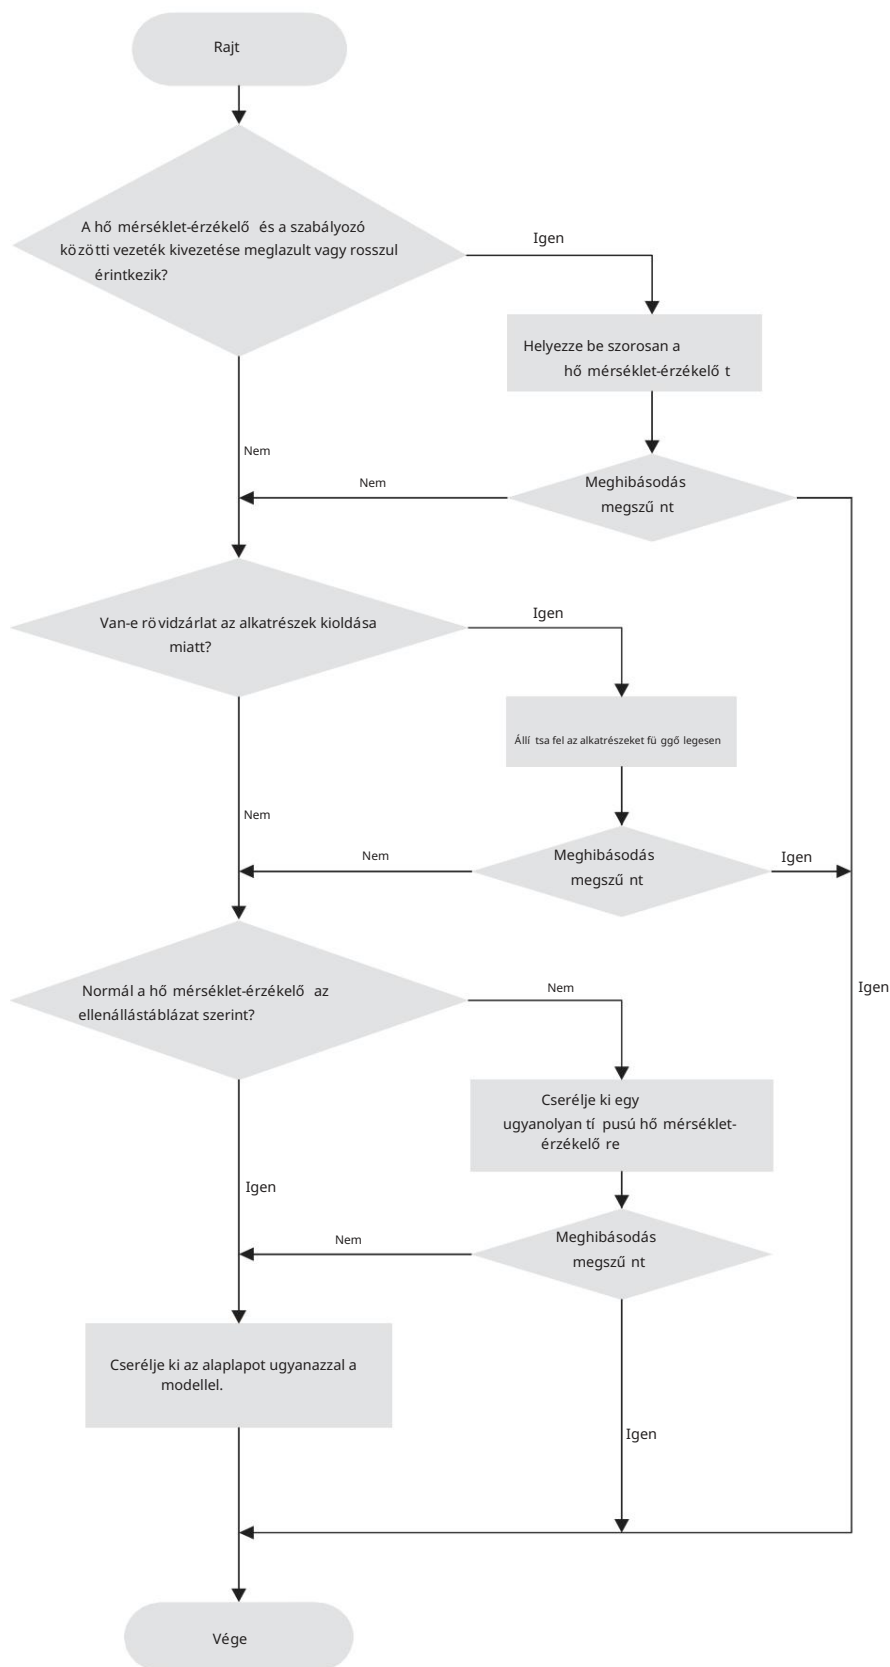 Rajt
A hő mérséklet-érzékelő és a szabályozó
közötti vezeték kivezetése meglazult vagy rosszul
érintkezik?
Igen
Helyezze be szorosan a
hő mérséklet-érzékelő t
Nem
Nem
Meghibásodás
megszű nt
Van-e rövidzárlat az alkatrészek kioldása
miatt?
Igen
Állí tsa fel az alkatrészeket fü ggő legesen
Nem
Nem
Meghibásodás
megszű nt
Igen
Igen
Normál a hő mérséklet-érzékelő az
ellenállástáblázat szerint?
Nem
Cserélje ki egy
ugyanolyan tí pusú hő mérséklet-
érzékelő re
Igen
Nem
Meghibásodás
megszű nt
Cserélje ki az alaplapot ugyanazzal a
modellel.
Igen
Vége